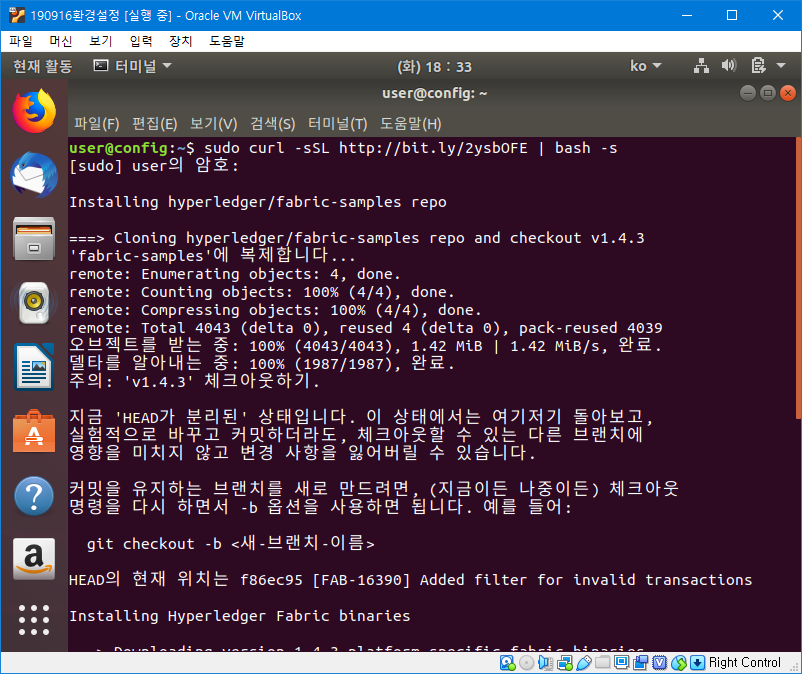 190916환경설정 [실행 중] - Oracle VM VirtualBox
파일 머신 보기 입력 장치 도움말
현재 활동 터미널 (화) 18 : 33 ko
user@config: ~
파일(F) 편집(E) 보기(V) 검색(S) 터미널(T) 도움말(H)
user@config:~$ sudo curl -sSL http://bit.ly/2ysbOFE | bash -s
[sudo] user의 암호:
Installing hyperledger/fabric-samples repo
===> Cloning hyperledger/fabric-samples repo and checkout v1.4.3
'fabric-samples'에 복제합니다...
remote: Enumerating objects: 4, done.
remote: Counting objects: 100% (4/4), done.
remote: Compressing objects: 100% (4/4), done.
remote: Total 4043 (delta 0), reused 4 (delta 0), pack-reused 4039
오브젝트를 받는 중: 100% (4043/4043), 1.42 MiB | 1.42 MiB/s, 완료.
델타를 알아내는 중: 100% (1987/1987), 완료.
주의: 'v1.4.3' 체크아웃하기.
지금 'HEAD가 분리된' 상태입니다. 이 상태에서는 여기저기 돌아보고,
실험적으로 바꾸고 커밋하더라도, 체크아웃할 수 있는 다른 브랜치에
영향을 미치지 않고 변경 사항을 잃어버릴 수 있습니다.
커밋을 유지하는 브랜치를 새로 만드려면, (지금이든 나중이든) 체크아웃
명령을 다시 하면서 -b 옵션을 사용하면 됩니다. 예를 들어:
git checkout -b <새-브랜치-이름>
HEAD의 현재 위치는 f86ec95 [FAB-16390] Added filter for invalid transactions
Installing Hyperledger Fabric binaries
===> Downloading version 1.4.3 platform specific fabric binaries
Right Control